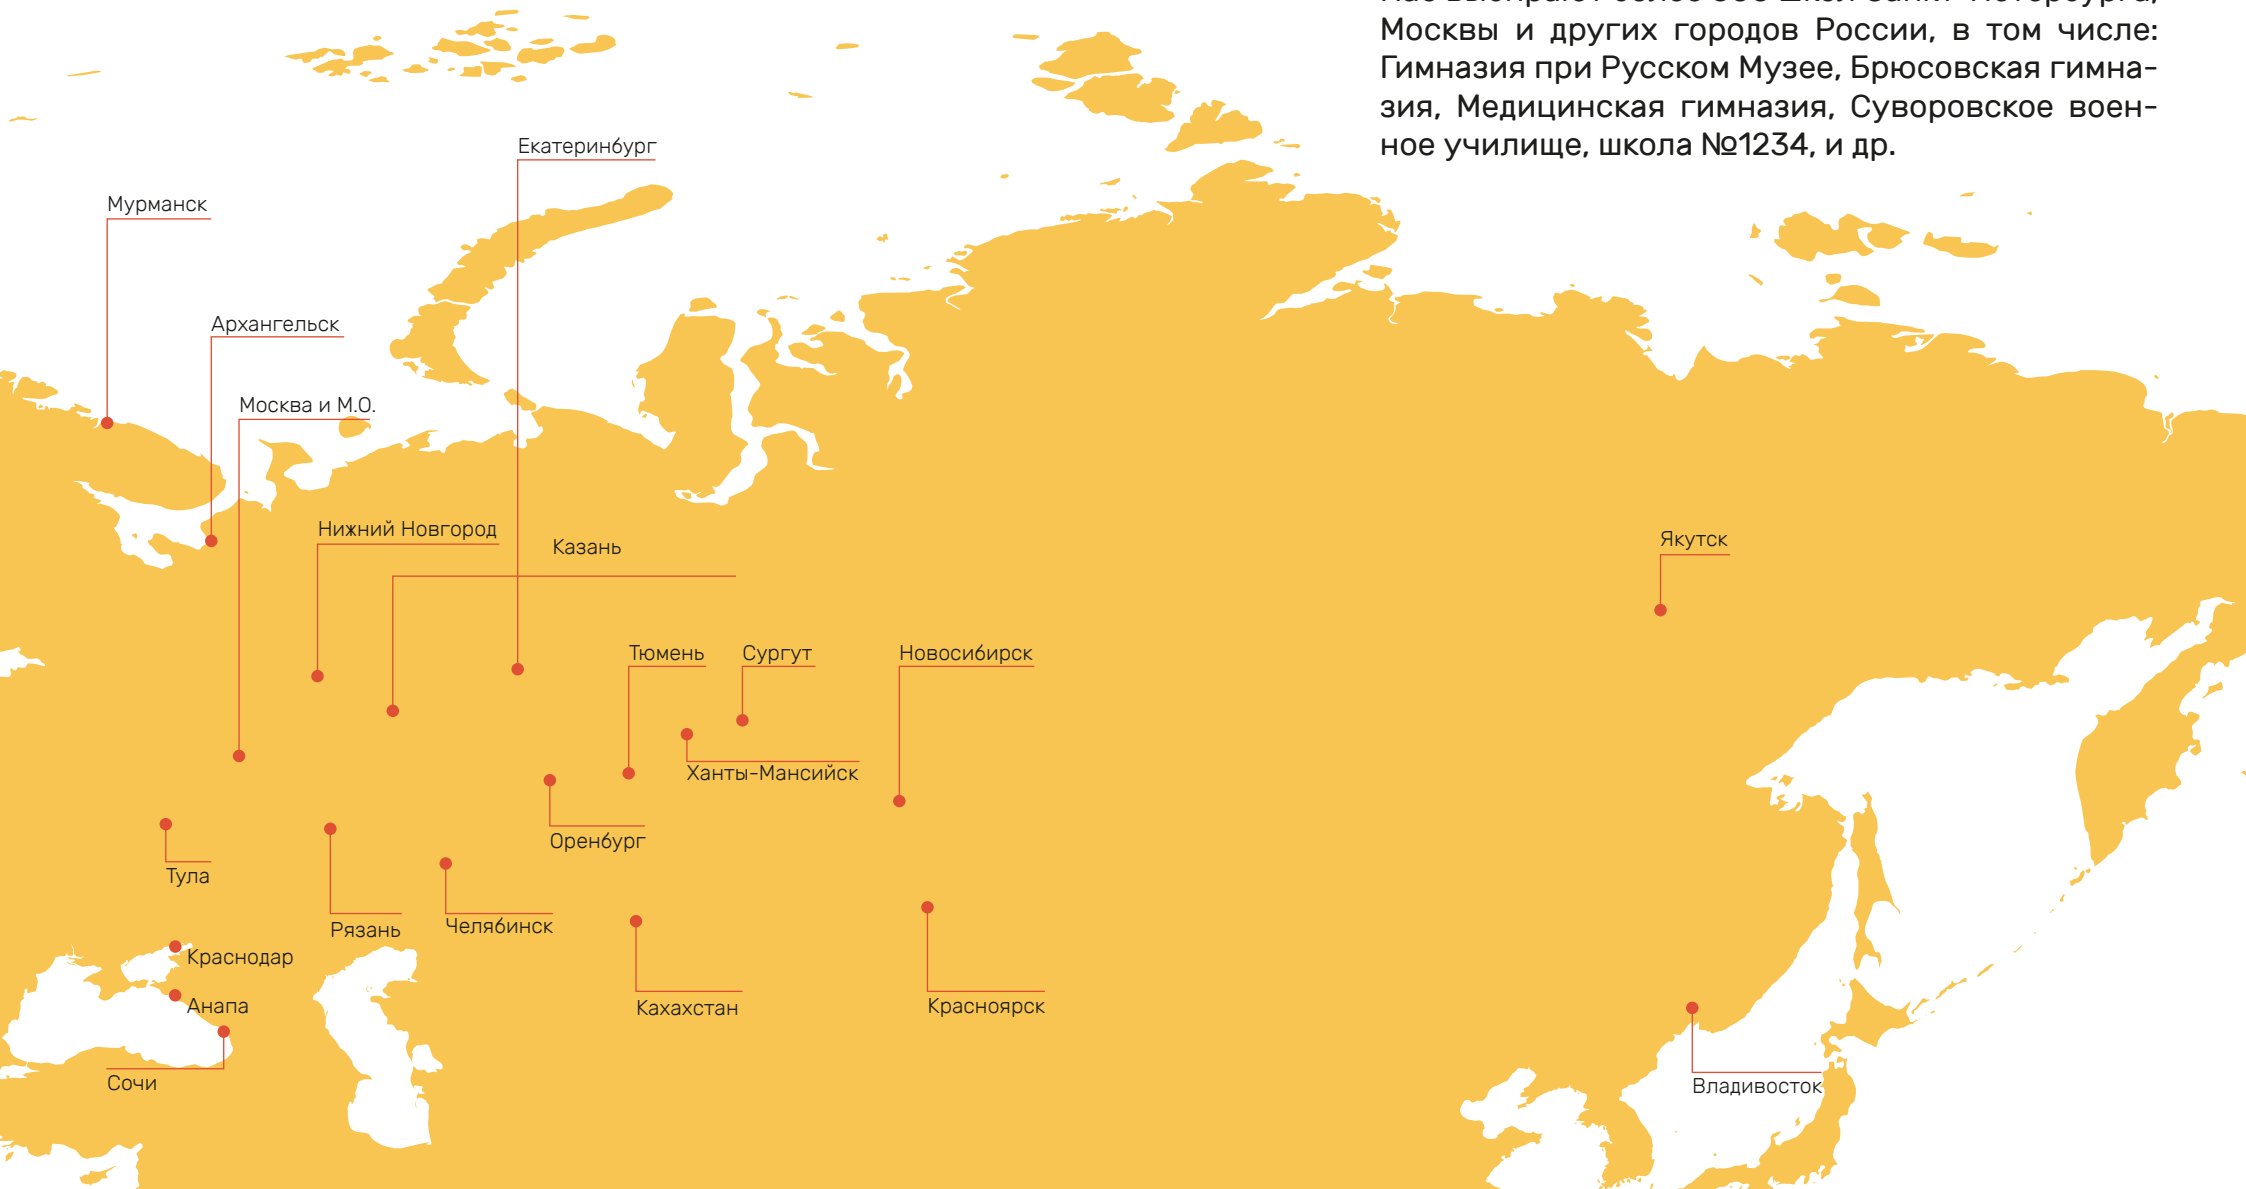 Москвы и других городов России, в том числе:
Гимназия при Русском Музее, Брюсовская гимна-
зия, Медицинская гимназия, Суворовское воен-
ное училище, школа №1234, и др.
Екатеринбург
Мурманск
Архангельск
Москва и М.О.
Нижний Новгород
Казань
Якутск
Тюмень
Сургут
Новосибирск
Ханты-Мансийск
Оренбург
Тула
Рязань
Челябинск
Краснодар
Анапа
Кахахстан
Красноярск
Сочи
Владивосток